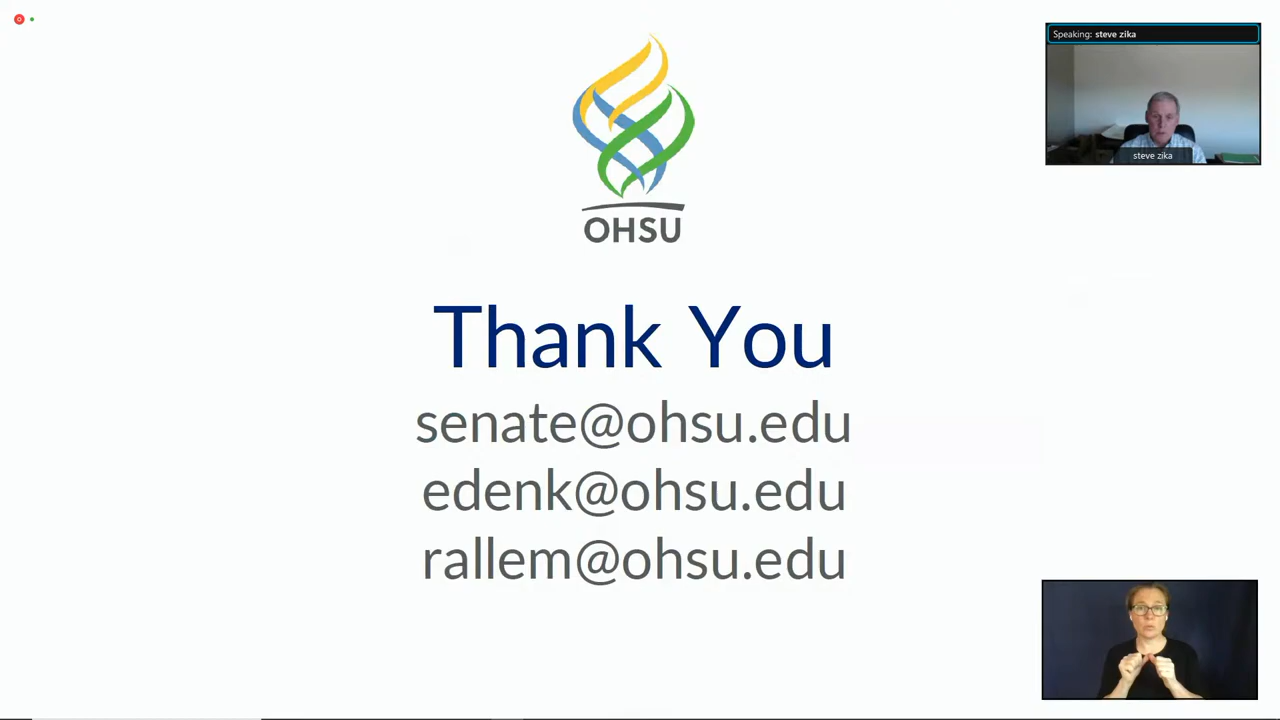 Speaking: steve zika
steve zika
OHSU
Thank You
senate@ohsu.edu
edenk@ohsu.edu
rallem@ohsu.edu